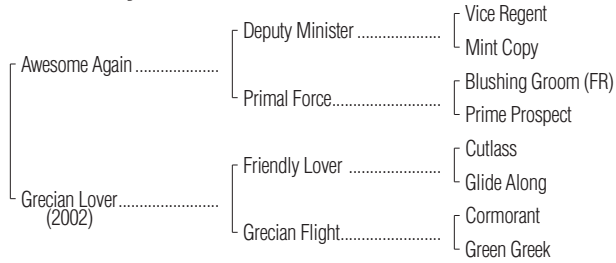 Vice Regent
Deputy Minister ...................
Mint Copy
Awesome Again ...................
Blushing Groom (FR)
Primal Force.........................
Prime Prospect
Cutlass
Friendly Lover .....................
Glide Along
Grecian Lover.......................
(2002)
Cormorant
Grecian Flight.......................
Green Greek